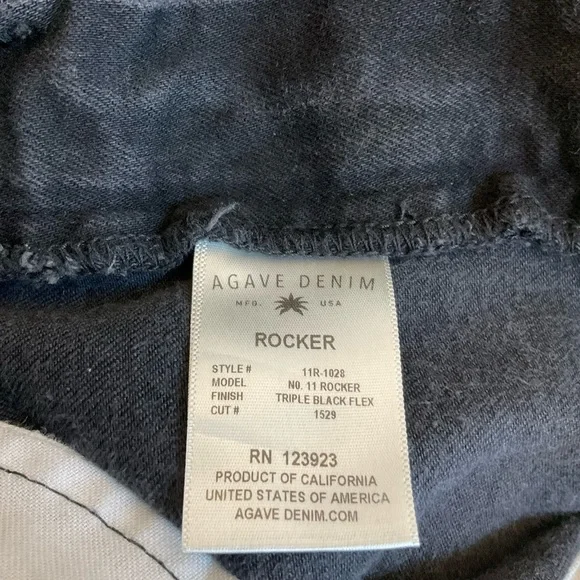 AGAVE DENIM
MFG. USA
ROCKER
STYLE # 11R-1028
MODEL NO. 11 ROCKER
FINISH TRIPLE BLACK FLEX
CUT # 1529
RN 123923
PRODUCT OF CALIFORNIA
UNITED STATES OF AMERICA
AGAVE DENIM.COM